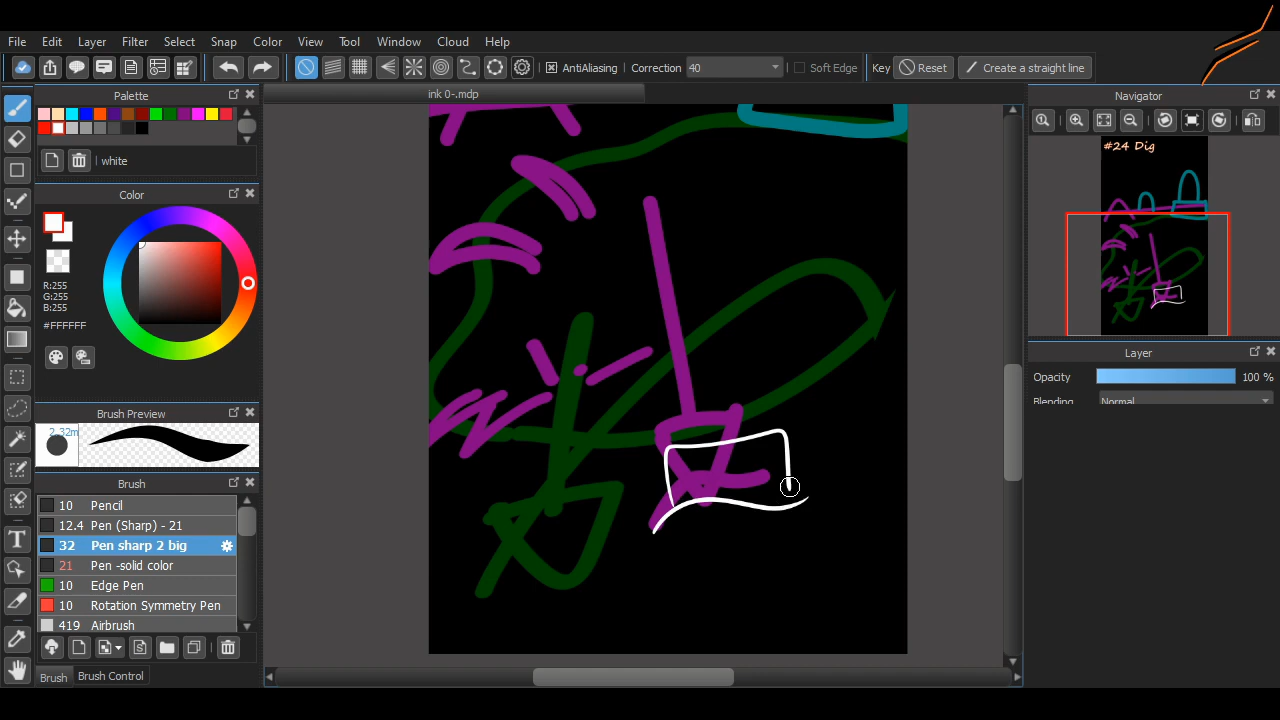 File Edit Layer Filter Select Snap Color View Tool Window Cloud Help
AntiAliasing Correction 40 Soft Edge Key Reset Create a straight line
Palette
white
Color
R:255
G:255
B:255
#FFFFFF
Brush Preview
2.32m
Brush
10 Pencil
12.4 Pen (Sharp) - 21
32 Pen sharp 2 big
21 Pen -solid color
10 Edge Pen
10 Rotation Symmetry Pen
419 Airbrush
Brush Brush Control
ink 0-.mdp
Navigator
#24 Dig
Layer
Opacity 100 %
Blending Normal